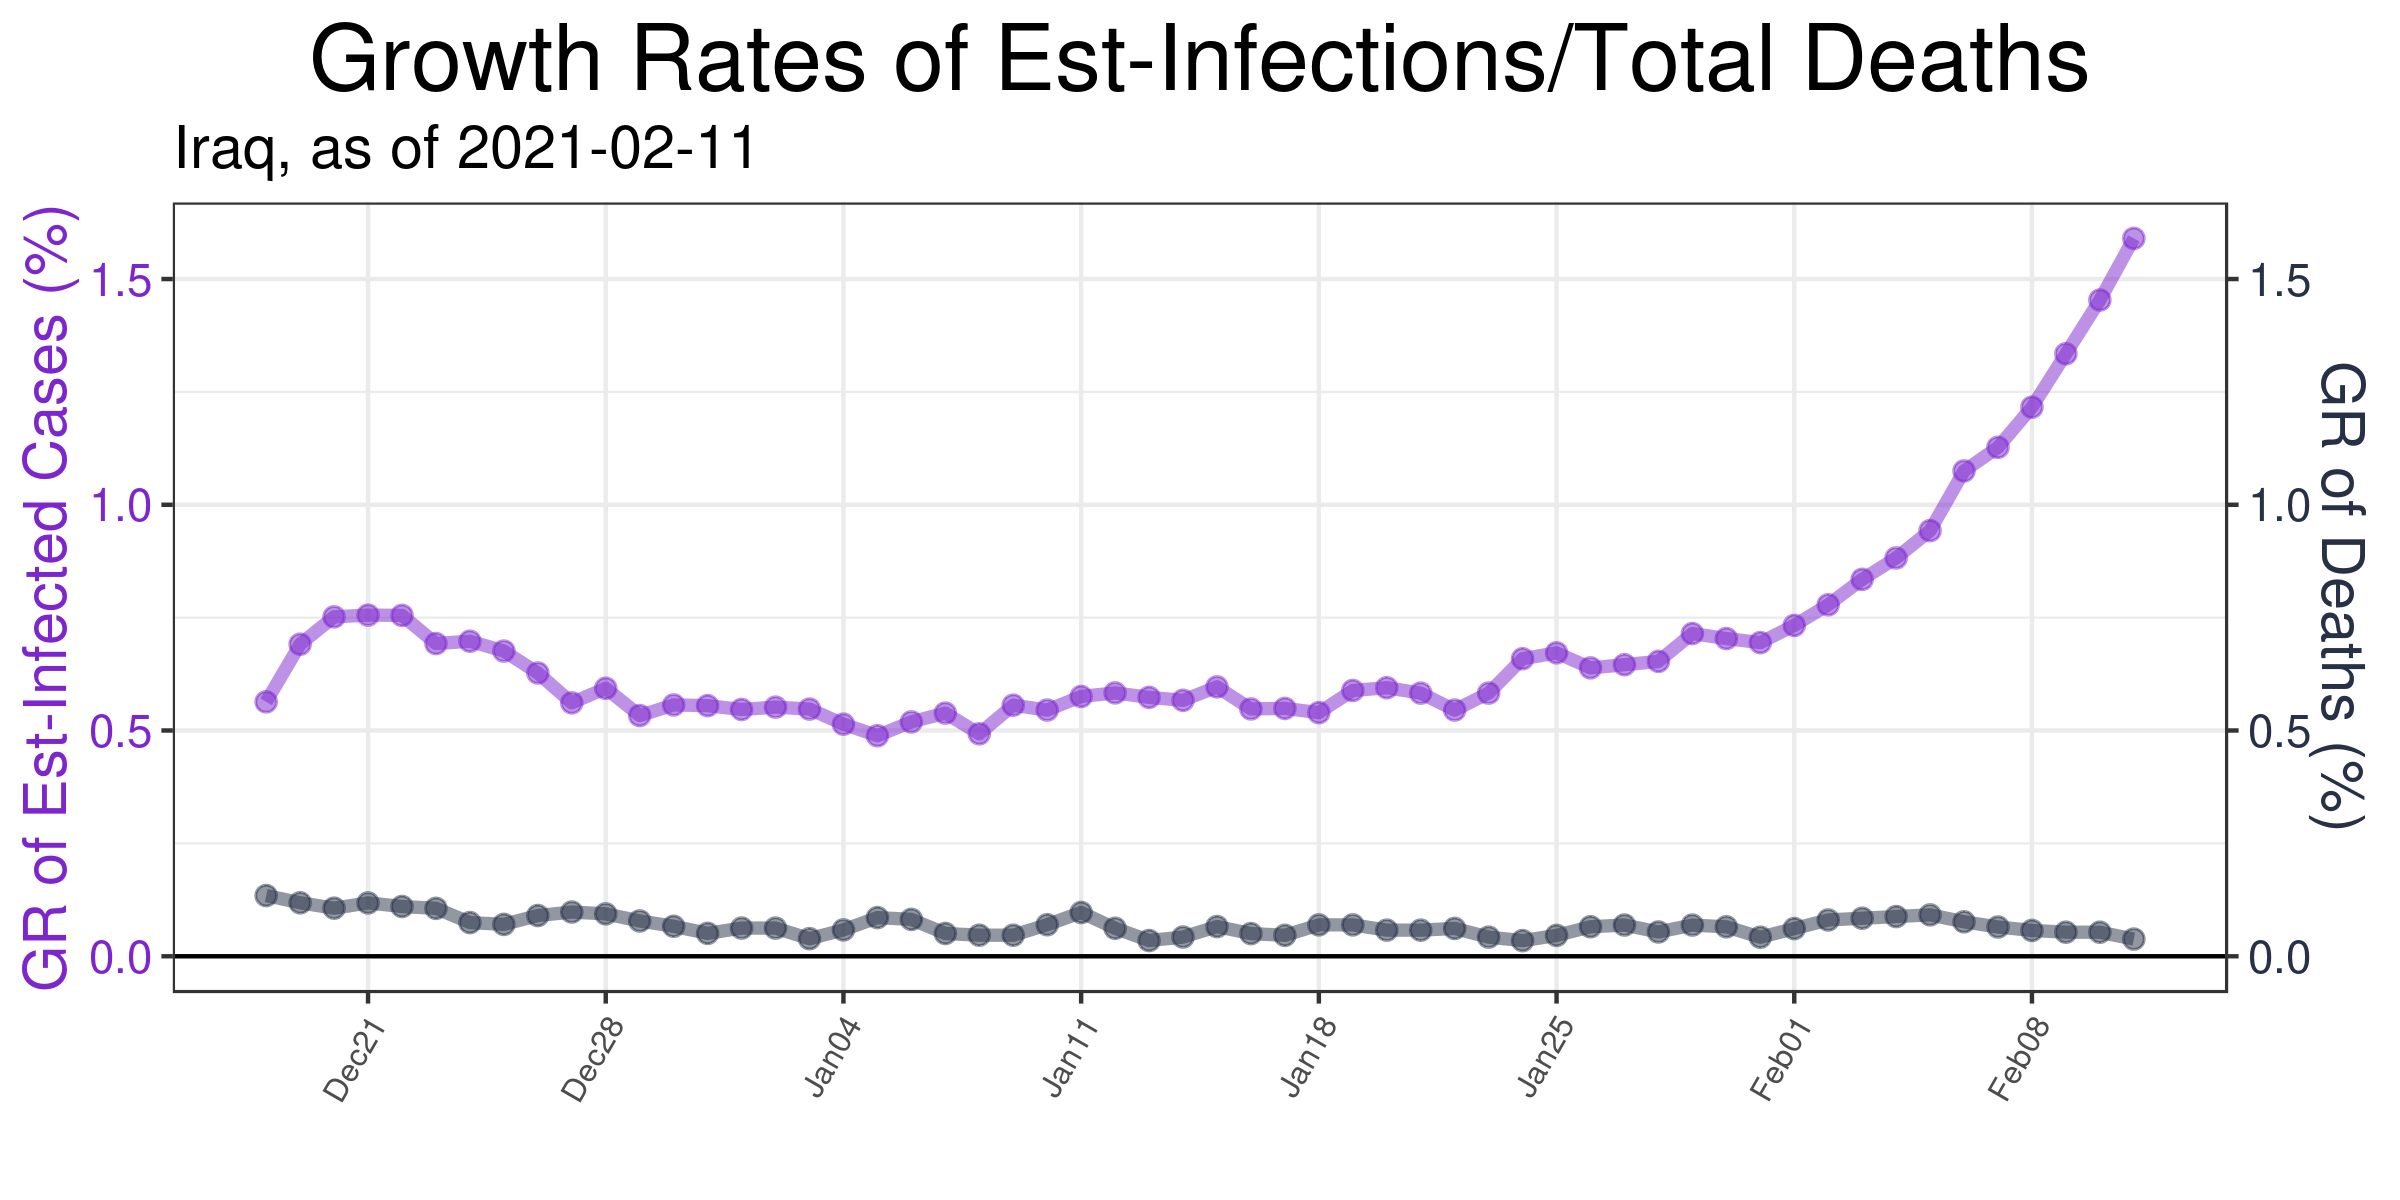 Growth Rates of Est-Infections/Total Deaths
Iraq, as of 2021-02-11
GR of Est-Infected Cases (%)
1.5
1.0
0.5
0.0
1.5
1.0
0.5
0.0
GR of Deaths (%)
Dec21
Dec28
Jan04
Jan11
Jan18
Jan25
Feb01
Feb08